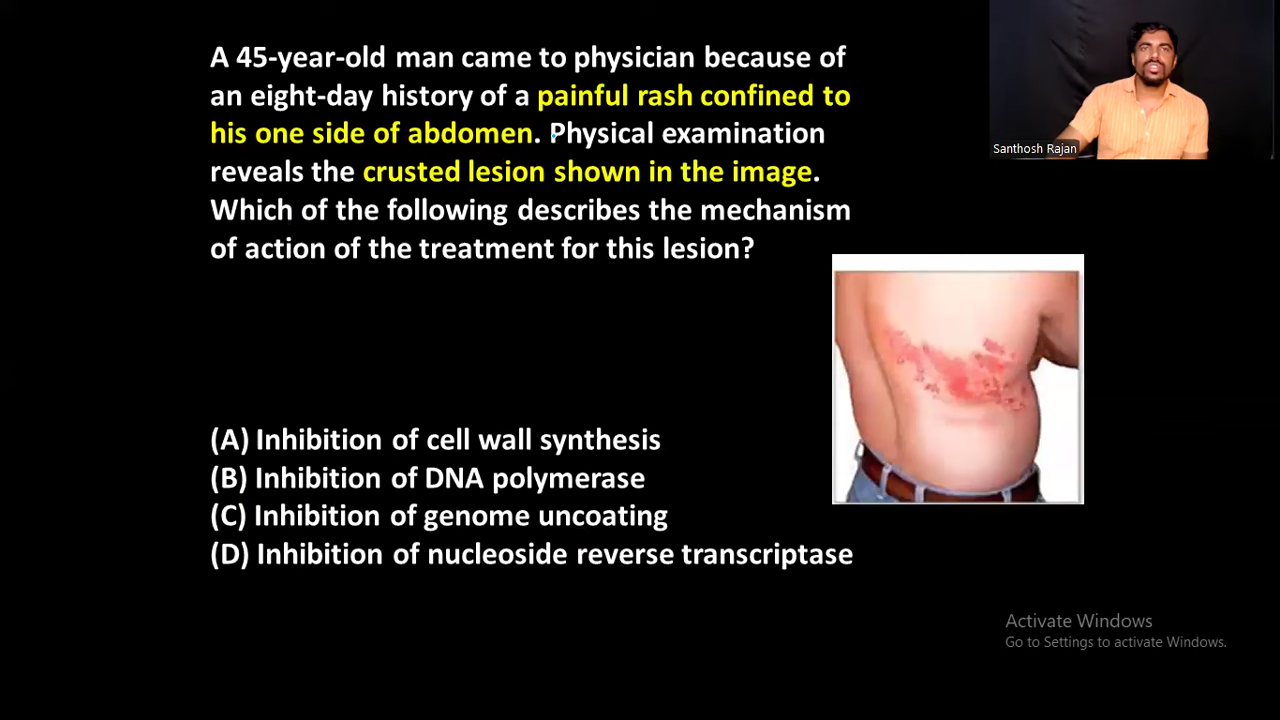 A 45-year-old man came to physician because of
an eight-day history of a painful rash confined to
his one side of abdomen. Physical examination
reveals the crusted lesion shown in the image.
Which of the following describes the mechanism
of action of the treatment for this lesion?
(A) Inhibition of cell wall synthesis
(B) Inhibition of DNA polymerase
(C) Inhibition of genome uncoating
(D) Inhibition of nucleoside reverse transcriptase
Santhosh Rajan
Activate Windows
Go to Settings to activate Windows.